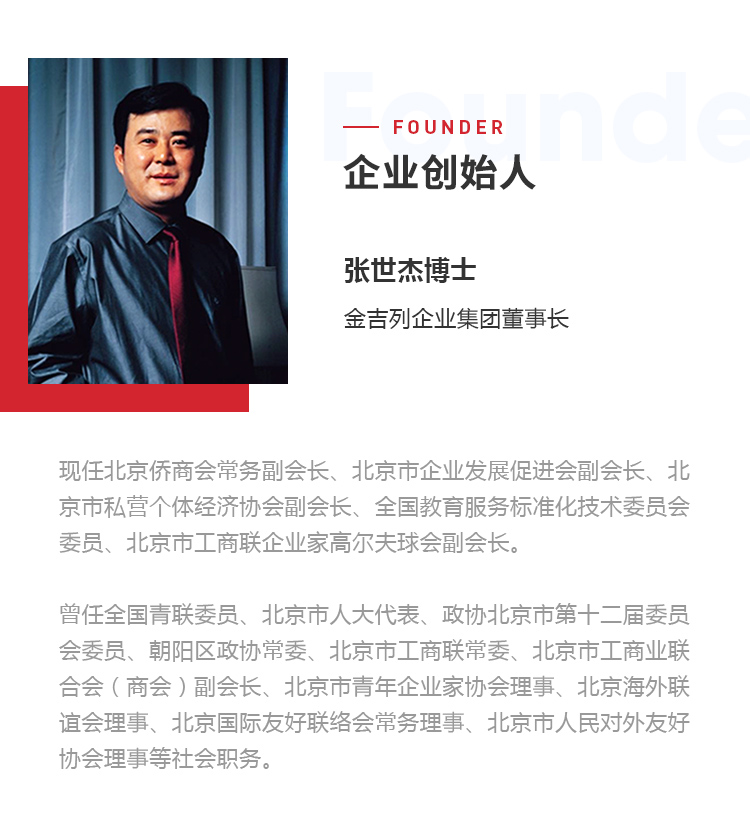 Founde
FOUNDER
企业创始人
张世杰博士
金吉列企业集团董事长
现任北京侨商会常务副会长、北京市企业发展促进会副会长、北
京市私营个体经济协会副会长、全国教育服务标准化技术委员会
委员、北京市工商联企业家高尔夫球会副会长。
曾任全国青联委员、北京市人大代表、政协北京市第十二届委员
会委员、朝阳区政协常委、北京市工商联常委、北京市工商业联
合会（商会）副会长、北京市青年企业家协会理事、北京海外联
谊会理事、北京国际友好联络会常务理事、北京市人民对外友好
协会理事等社会职务。